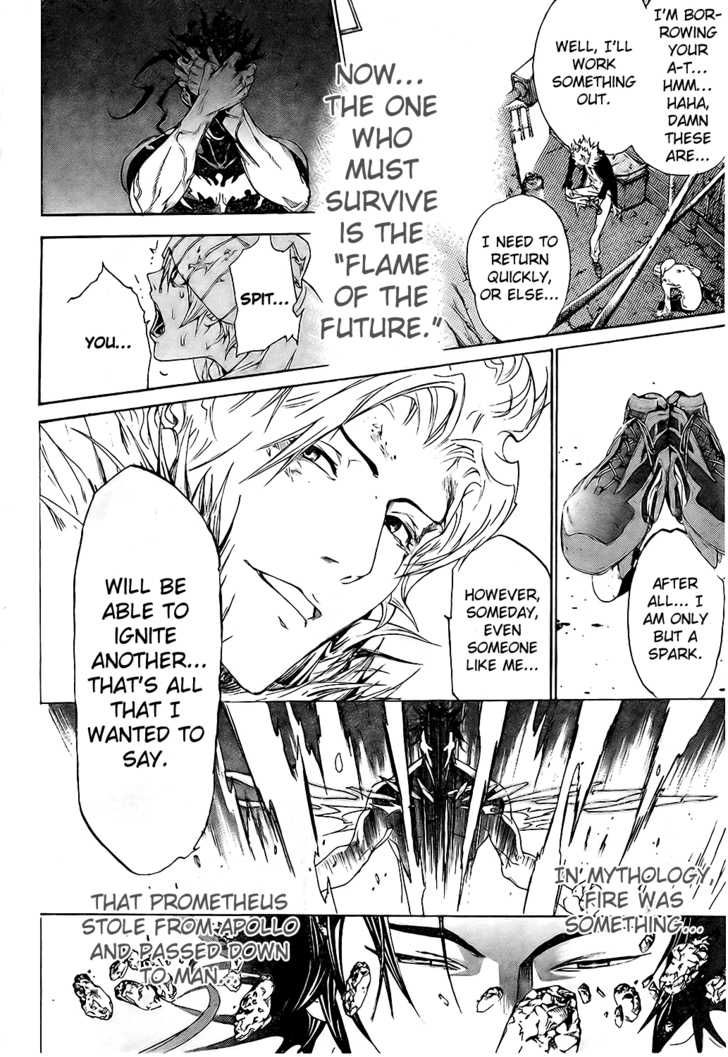 I'M BOR-
ROWING
YOUR
A-T...
HMM...
HAHA,
DAMN
THESE
ARE...
WELL, I'LL
WORK
SOMETHING
OUT.
I NEED TO
RETURN
QUICKLY,
OR ELSE...
NOW...
THE ONE
WHO
MUST
SURVIVE
IS THE
"FLAME
OF THE
FUTURE."
SPIT...
YOU...
AFTER
ALL... I
AM ONLY
BUT A
SPARK.
HOWEVER,
SOMEDAY,
EVEN
SOMEONE
LIKE ME...
WILL BE
ABLE TO
IGNITE
ANOTHER...
THAT'S ALL
THAT I
WANTED TO
SAY.
IN MYTHOLOGY,
FIRE WAS
SOMETHING...
THAT PROMETHEUS
STOLE FROM APOLLO
AND PASSED DOWN
TO MAN...